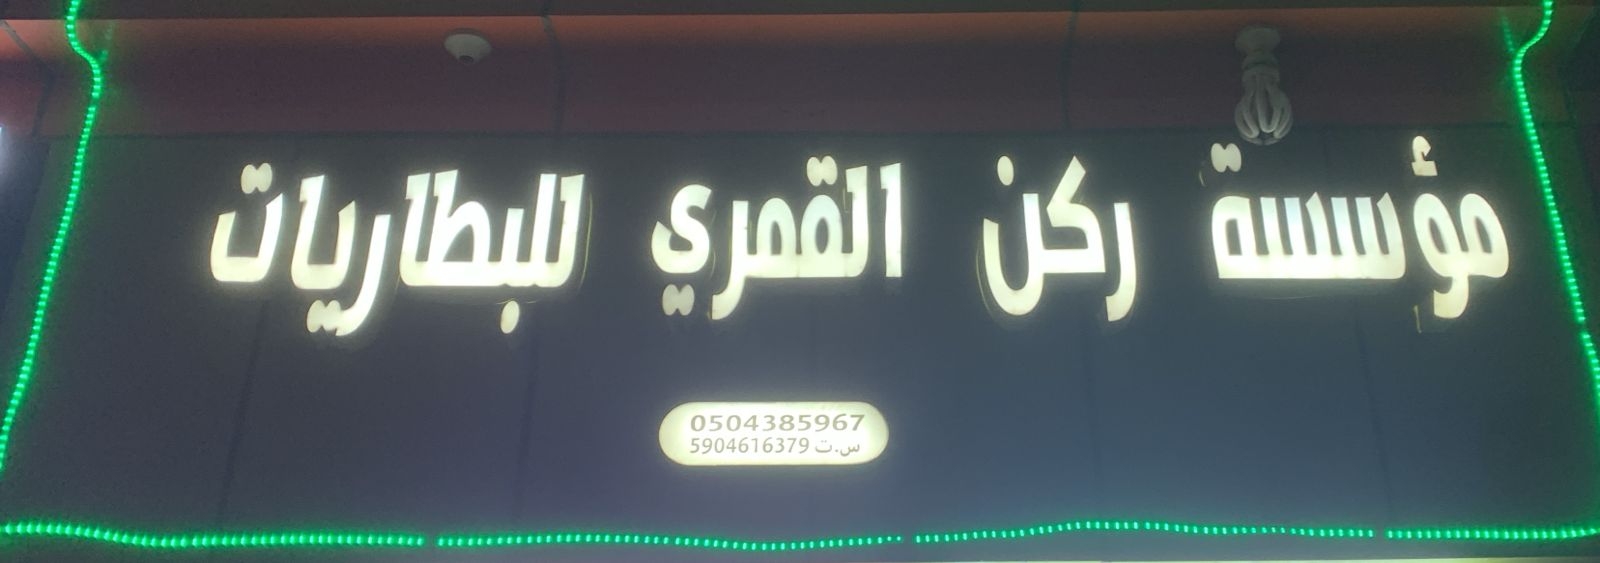 مؤسسة ركن القمري للبطاريات
0504385967
س.ت 5904616379